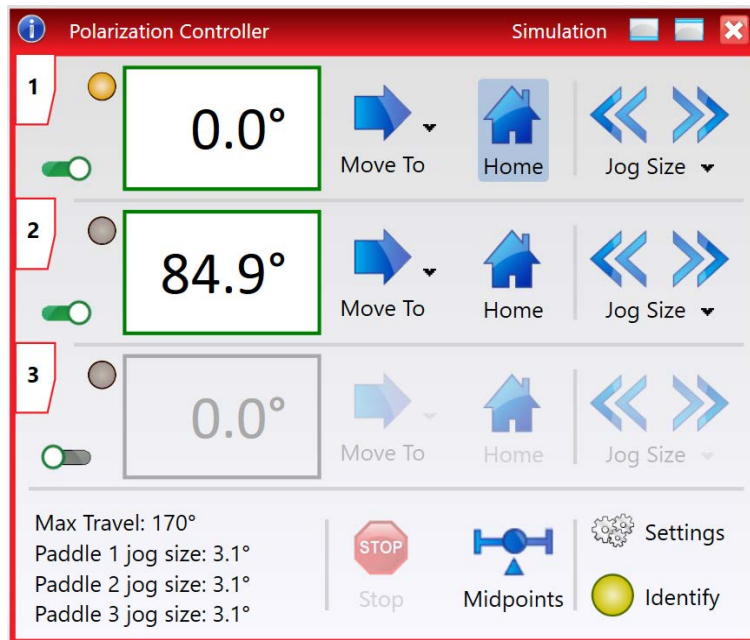 Polarization Controller Simulation
1
0.0°
Move To
Home
Jog Size
2
84.9°
Move To
Home
Jog Size
3
0.0°
Move To
Home
Jog Size
Max Travel: 170°
Paddle 1 jog size: 3.1°
Paddle 2 jog size: 3.1°
Paddle 3 jog size: 3.1°
STOP
Stop
Midpoints
Settings
Identify